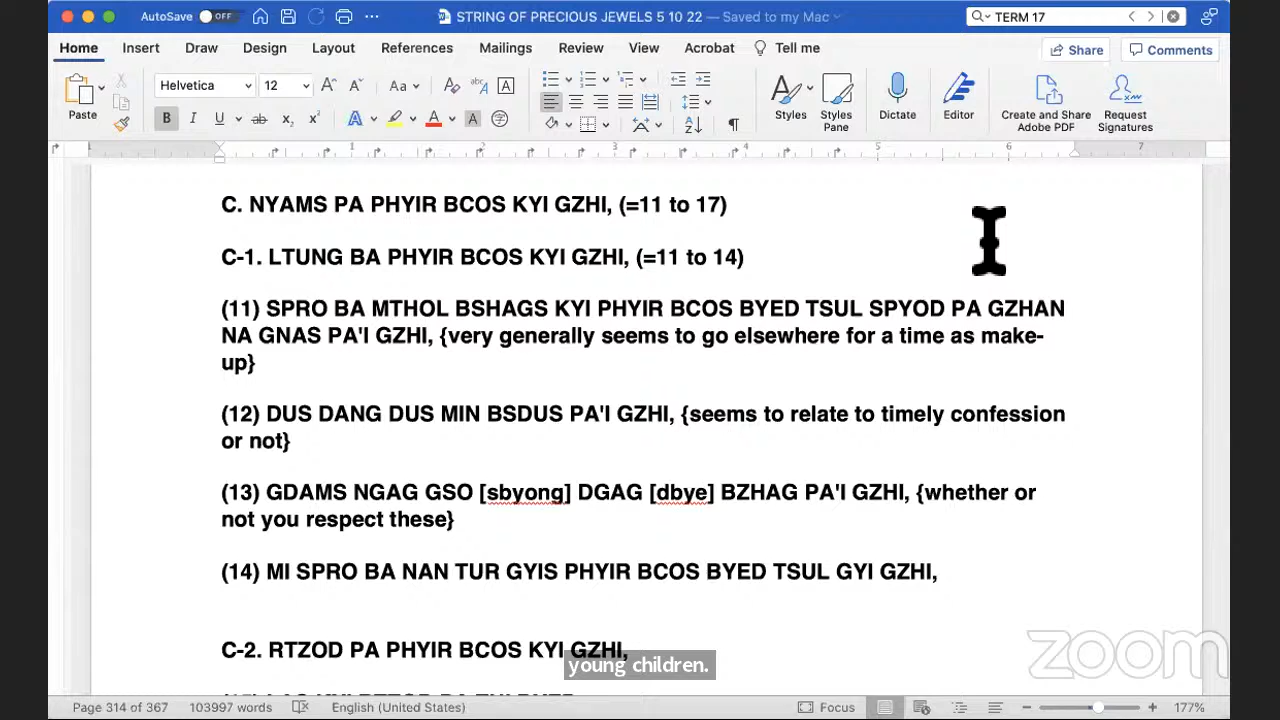 AutoSave OFF STRING OF PRECIOUS JEWELS 5 10 22 — Saved to my Mac TERM 17
Home Insert Draw Design Layout References Mailings Review View Acrobat Tell me Share Comments
Paste Helvetica 12 Styles Styles Pane Dictate Editor Create and Share Adobe PDF Request Signatures
1 1 2 3 4 5 6 7
C. NYAMS PA PHYIR BCOS KYI GZHI, (=11 to 17)
C-1. LTUNG BA PHYIR BCOS KYI GZHI, (=11 to 14)
(11) SPRO BA MTHOL BSHAGS KYI PHYIR BCOS BYED TSUL SPYOD PA GZHAN
NA GNAS PA'I GZHI, {very generally seems to go elsewhere for a time as make-
up}
(12) DUS DANG DUS MIN BSDUS PA'I GZHI, {seems to relate to timely confession
or not}
(13) GDAMS NGAG GSO [sbyong] DGAG [dbye] BZHAG PA'I GZHI, {whether or
not you respect these}
(14) MI SPRO BA NAN TUR GYIS PHYIR BCOS BYED TSUL GYI GZHI,
C-2. RTZOD PA PHYIR BCOS KYI GZHI,
young children.
zoom
Page 314 of 367 103997 words English (United States) Focus 177%